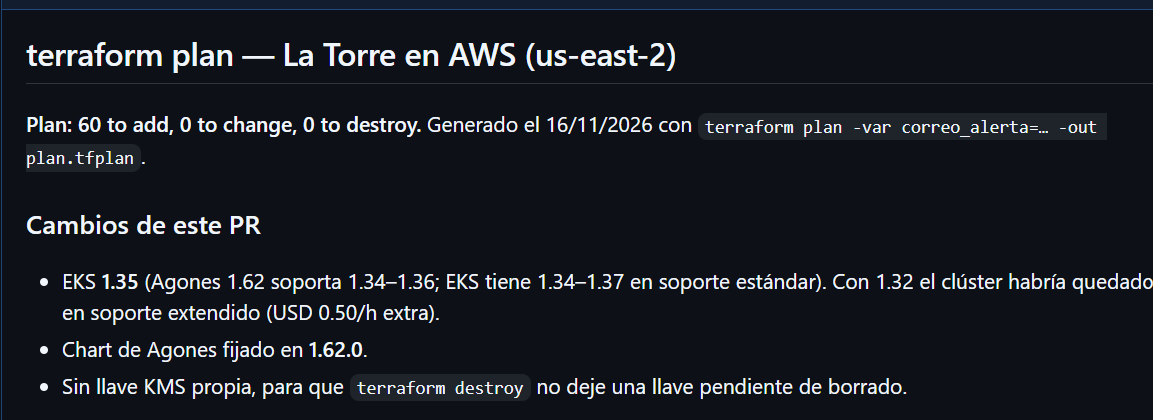 terraform plan — La Torre en AWS (us-east-2)
Plan: 60 to add, 0 to change, 0 to destroy. Generado el 16/11/2026 con terraform plan -var correo_alerta=… -out
plan.tfplan.
Cambios de este PR
• EKS 1.35 (Agones 1.62 soporta 1.34–1.36; EKS tiene 1.34–1.37 en soporte estándar). Con 1.32 el clúster habría quedado
en soporte extendido (USD 0.50/h extra).
• Chart de Agones fijado en 1.62.0.
• Sin llave KMS propia, para que terraform destroy no deje una llave pendiente de borrado.